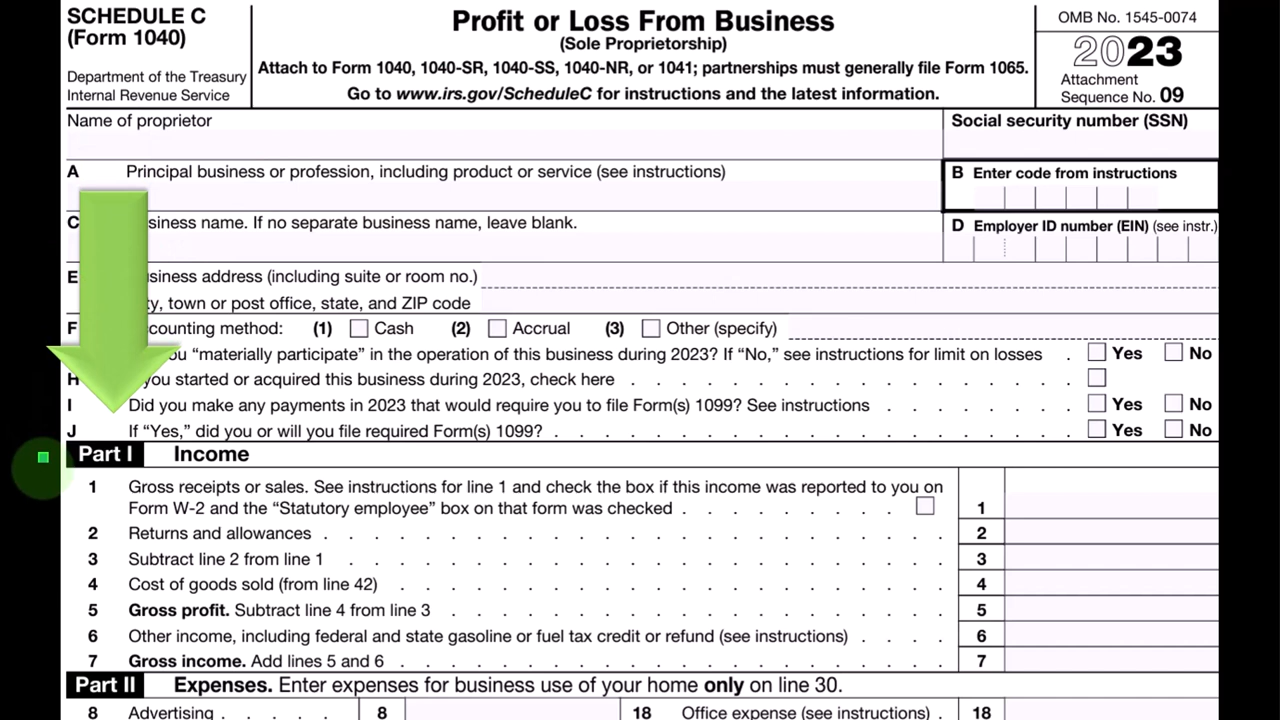 SCHEDULE C
(Form 1040)
Department of the Treasury
Internal Revenue Service
Profit or Loss From Business
(Sole Proprietorship)
Attach to Form 1040, 1040-SR, 1040-SS, 1040-NR, or 1041; partnerships must generally file Form 1065.
Go to www.irs.gov/ScheduleC for instructions and the latest information.
OMB No. 1545-0074
2023
Attachment
Sequence No. 09
Name of proprietor
Social security number (SSN)
A Principal business or profession, including product or service (see instructions)
B Enter code from instructions
C name. If no separate business name, leave blank.
D Employer ID number (EIN) (see instr.)
E address (including suite or room no.)
town or post office, state, and ZIP code
F method: (1) Cash (2) Accrual (3) Other (specify)
“materially participate” in the operation of this business during 2023? If “No,” see instructions for limit on losses . Yes No
H you started or acquired this business during 2023, check here . . . . . . . . . . . . . . . . . .
I Did you make any payments in 2023 that would require you to file Form(s) 1099? See instructions . . . . . . . . Yes No
J If “Yes,” did you or will you file required Form(s) 1099? . . . . . . . . . . . . . . . . . . . . . Yes No
Part I Income
1 Gross receipts or sales. See instructions for line 1 and check the box if this income was reported to you on
Form W-2 and the “Statutory employee” box on that form was checked . . . . . . . . . 1
2 Returns and allowances . . . . . . . . . . . . . . . . . . . . . . . . . 2
3 Subtract line 2 from line 1 . . . . . . . . . . . . . . . . . . . . . . . . 3
4 Cost of goods sold (from line 42) . . . . . . . . . . . . . . . . . . . . . . 4
5 Gross profit. Subtract line 4 from line 3 . . . . . . . . . . . . . . . . . . . . 5
6 Other income, including federal and state gasoline or fuel tax credit or refund (see instructions) . . . . 6
7 Gross income. Add lines 5 and 6 . . . . . . . . . . . . . . . . . . . . . . 7
Part II Expenses. Enter expenses for business use of your home only on line 30.
8 Advertising . . . . . 8 18 Office expense (see instructions) . 18